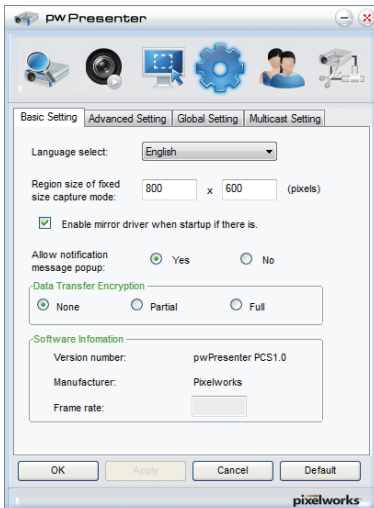 pwPresenter
Basic Setting Advanced Setting Global Setting Multicast Setting
Language select: English
Region size of fixed
size capture mode: 800 x 600 (pixels)
Enable mirror driver when startup if there is.
Allow notification
message popup: Yes No
Data Transfer Encryption
None Partial Full
Software Infomation
Version number: pwPresenter PCS1.0
Manufacturer: Pixelworks
Frame rate:
OK Apply Cancel Default
pixelworks